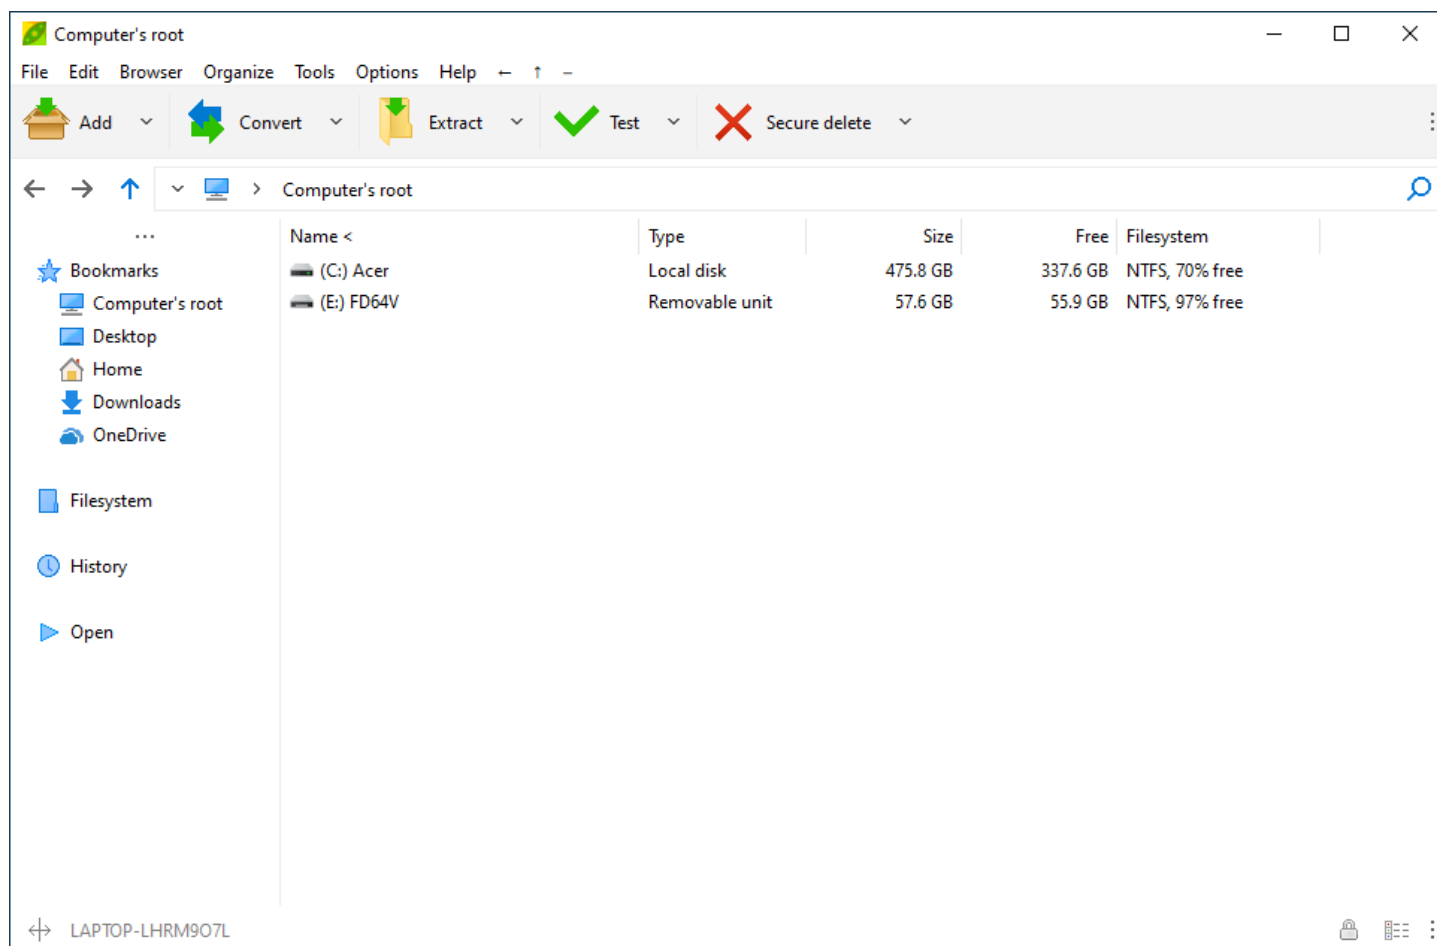 Computer's root
File Edit Browser Organize Tools Options Help ← ↑ –
Add Convert Extract Test Secure delete
> Computer's root
...
Name < Type Size Free Filesystem
Bookmarks
(C:) Acer Local disk 475.8 GB 337.6 GB NTFS, 70% free
Computer's root
(E:) FD64V Removable unit 57.6 GB 55.9 GB NTFS, 97% free
Desktop
Home
Downloads
OneDrive
Filesystem
History
Open
LAPTOP-LHRM9O7L